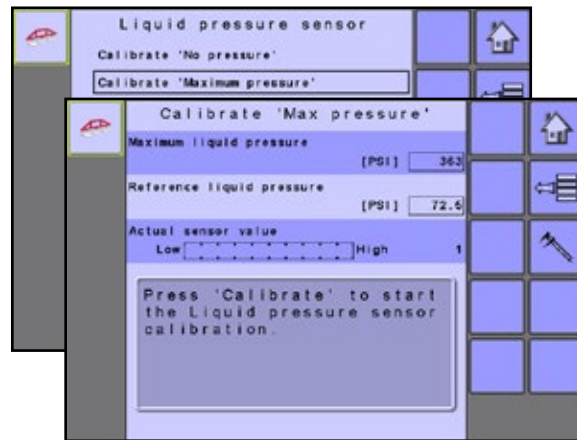 Liquid pressure sensor
Calibrate 'No pressure'
Calibrate 'Maximum pressure'
Calibrate 'Max pressure'
Maximum liquid pressure
[PSI] 363
Reference liquid pressure
[PSI] 72.6
Actual sensor value
Low High 1
Press 'Calibrate' to start
the Liquid pressure sensor
calibration.